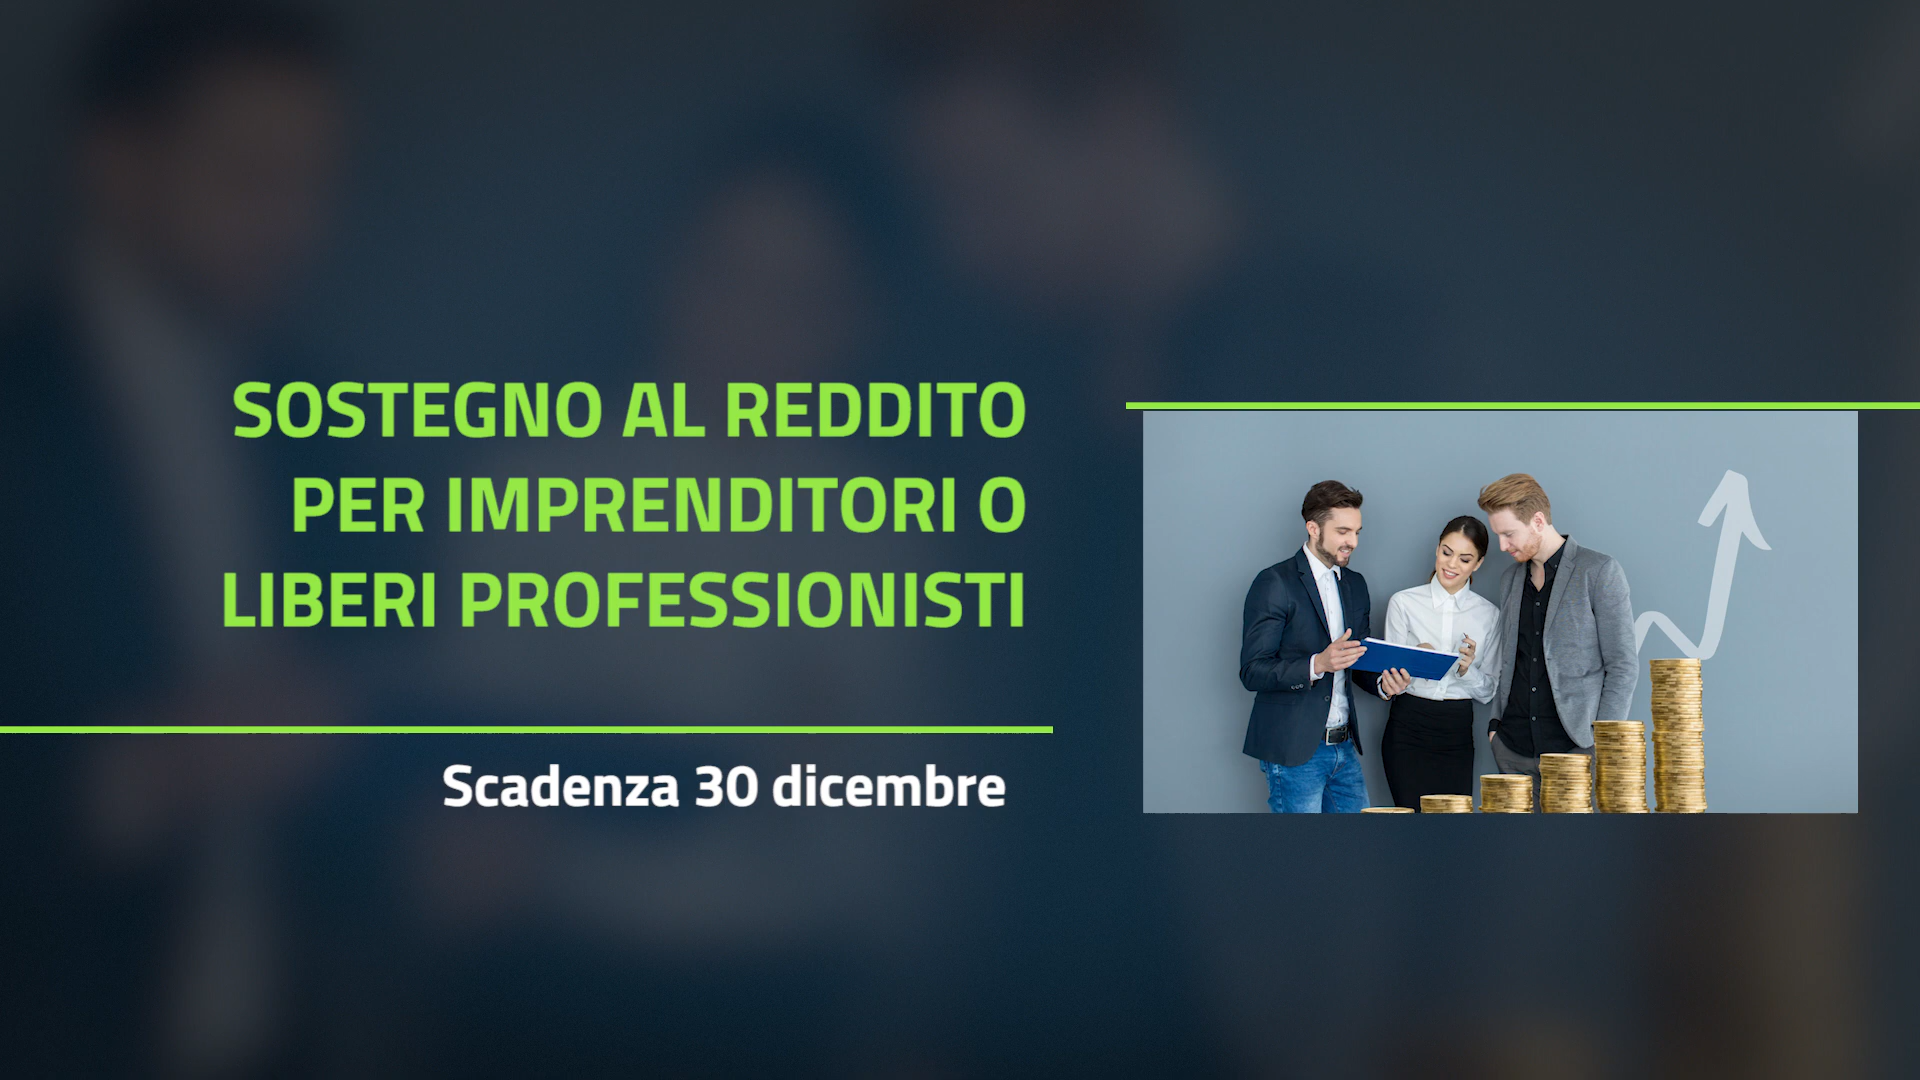 SOSTEGNO AL REDDITO
PER IMPRENDITORI O
LIBERI PROFESSIONISTI
Scadenza 30 dicembre